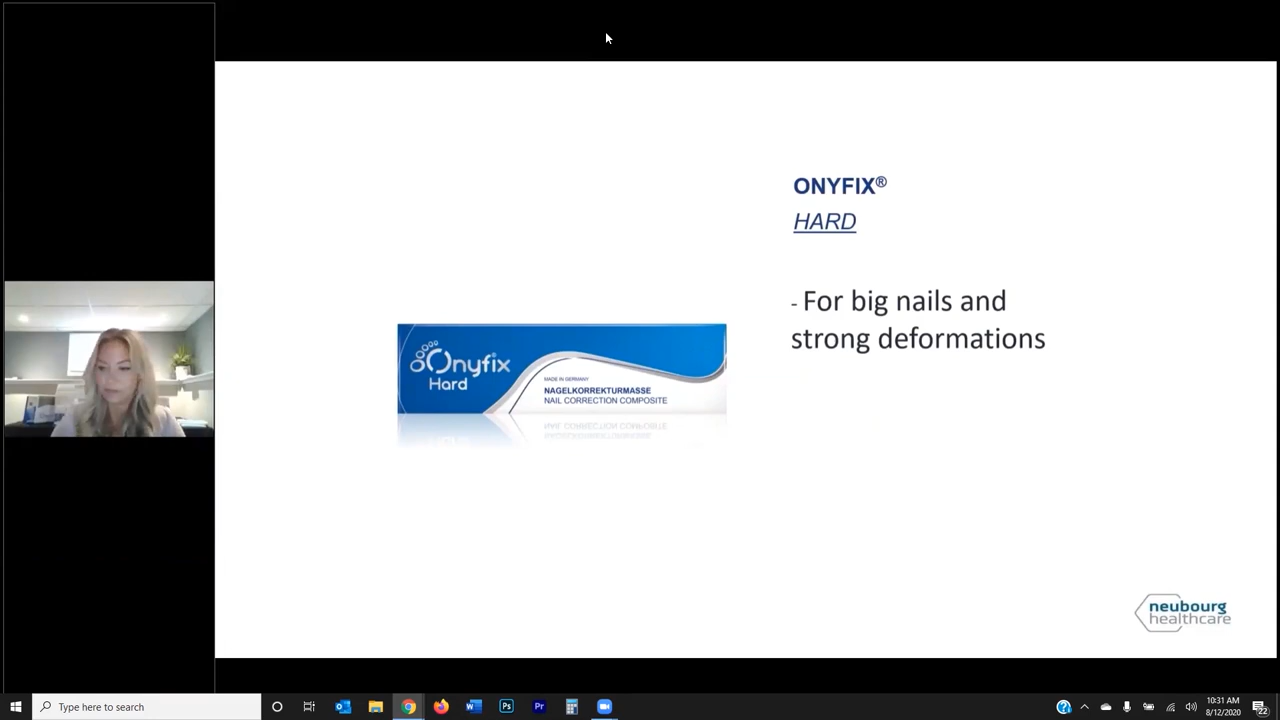 ONYFIX®
HARD
- For big nails and
strong deformations
Onyfix
Hard
MADE IN GERMANY
NAGELKORREKTURMASSE
NAIL CORRECTION COMPOSITE
neubourg
healthcare
Type here to search
10:31 AM
8/12/2020
22